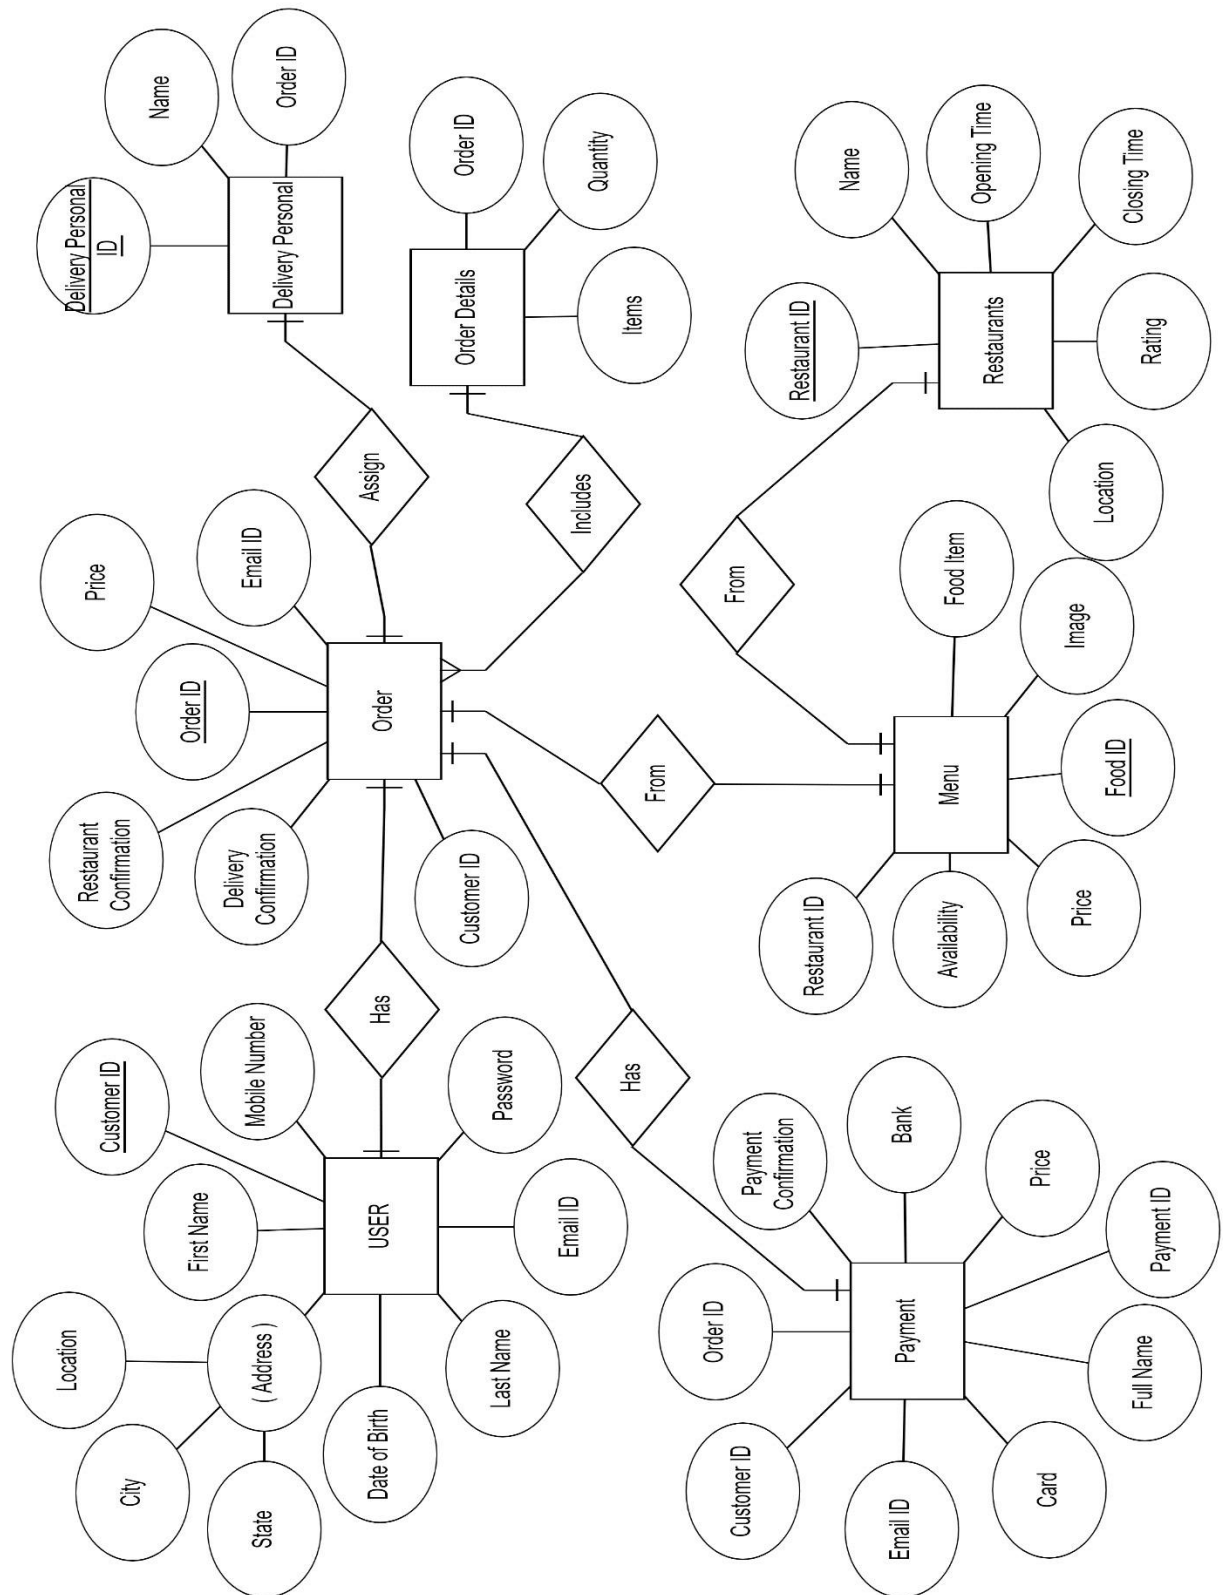 Location
City
State
( Address )
First Name
Customer ID
Mobile Number
Date of Birth
Last Name
Email ID
Password
USER
Has
Restaurant
Confirmation
Delivery
Confirmation
Order ID
Price
Email ID
Customer ID
Order
Assign
Delivery Personal
ID
Name
Order ID
Delivery Personal
Includes
Order Details
Order ID
Quantity
Items
Has
From
From
Customer ID
Order ID
Payment
Confirmation
Bank
Price
Payment ID
Full Name
Card
Email ID
Payment
Restaurant ID
Availability
Price
Food ID
Image
Food Item
Menu
Restaurant ID
Name
Opening Time
Closing Time
Rating
Location
Restaurants